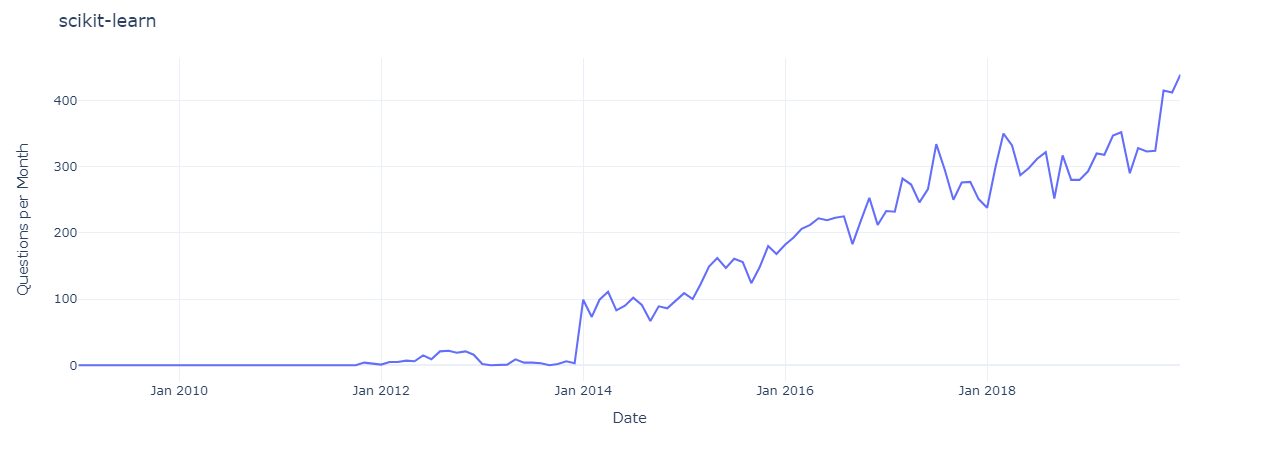 scikit-learn
Questions per Month
400
300
200
100
0
Jan 2010
Jan 2012
Jan 2014
Jan 2016
Jan 2018
Date